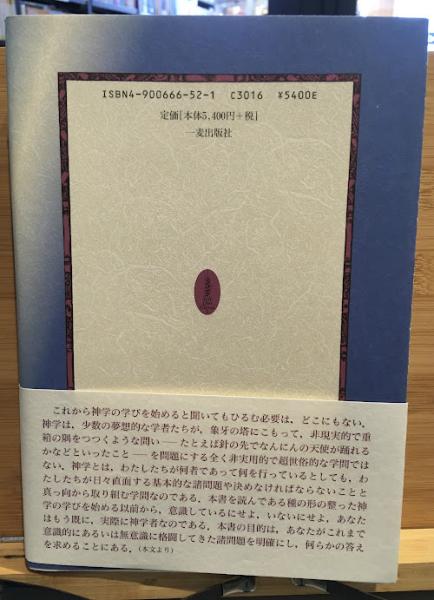 ISBN4-900666-52-1 C3016 ¥5400E
定価[本体5,400円+税]
一麦出版社
これから神学の学びを始めると聞いてもひるむ必要は、どこにもない。
神学は、少数の夢想的な学者たちが、象牙の塔にこもって、非現実的で重
箱の隅をつつくような問い──たとえば針の先でなんにんの天使が踊れる
かなどといったこと──を問題にする全く非実用的で超世俗的な学問では
ない。神学とは、わたしたちが何者であって何を行っているとしても、わ
たしたちが日々直面する基本的な諸問題や決めなければならないことと
真っ向から取り組む学問なのである。本書を読んである種の形の整った神
学の学びを始める以前から、意識しているにせよ、いないにせよ、あなた
はもう既に、実際に神学者なのである。本書の目的は、あなたがこれまで
意識的にあるいは無意識に格闘してきた諸問題を明確にし、何らかの答え
を求めることにある。(本文より)